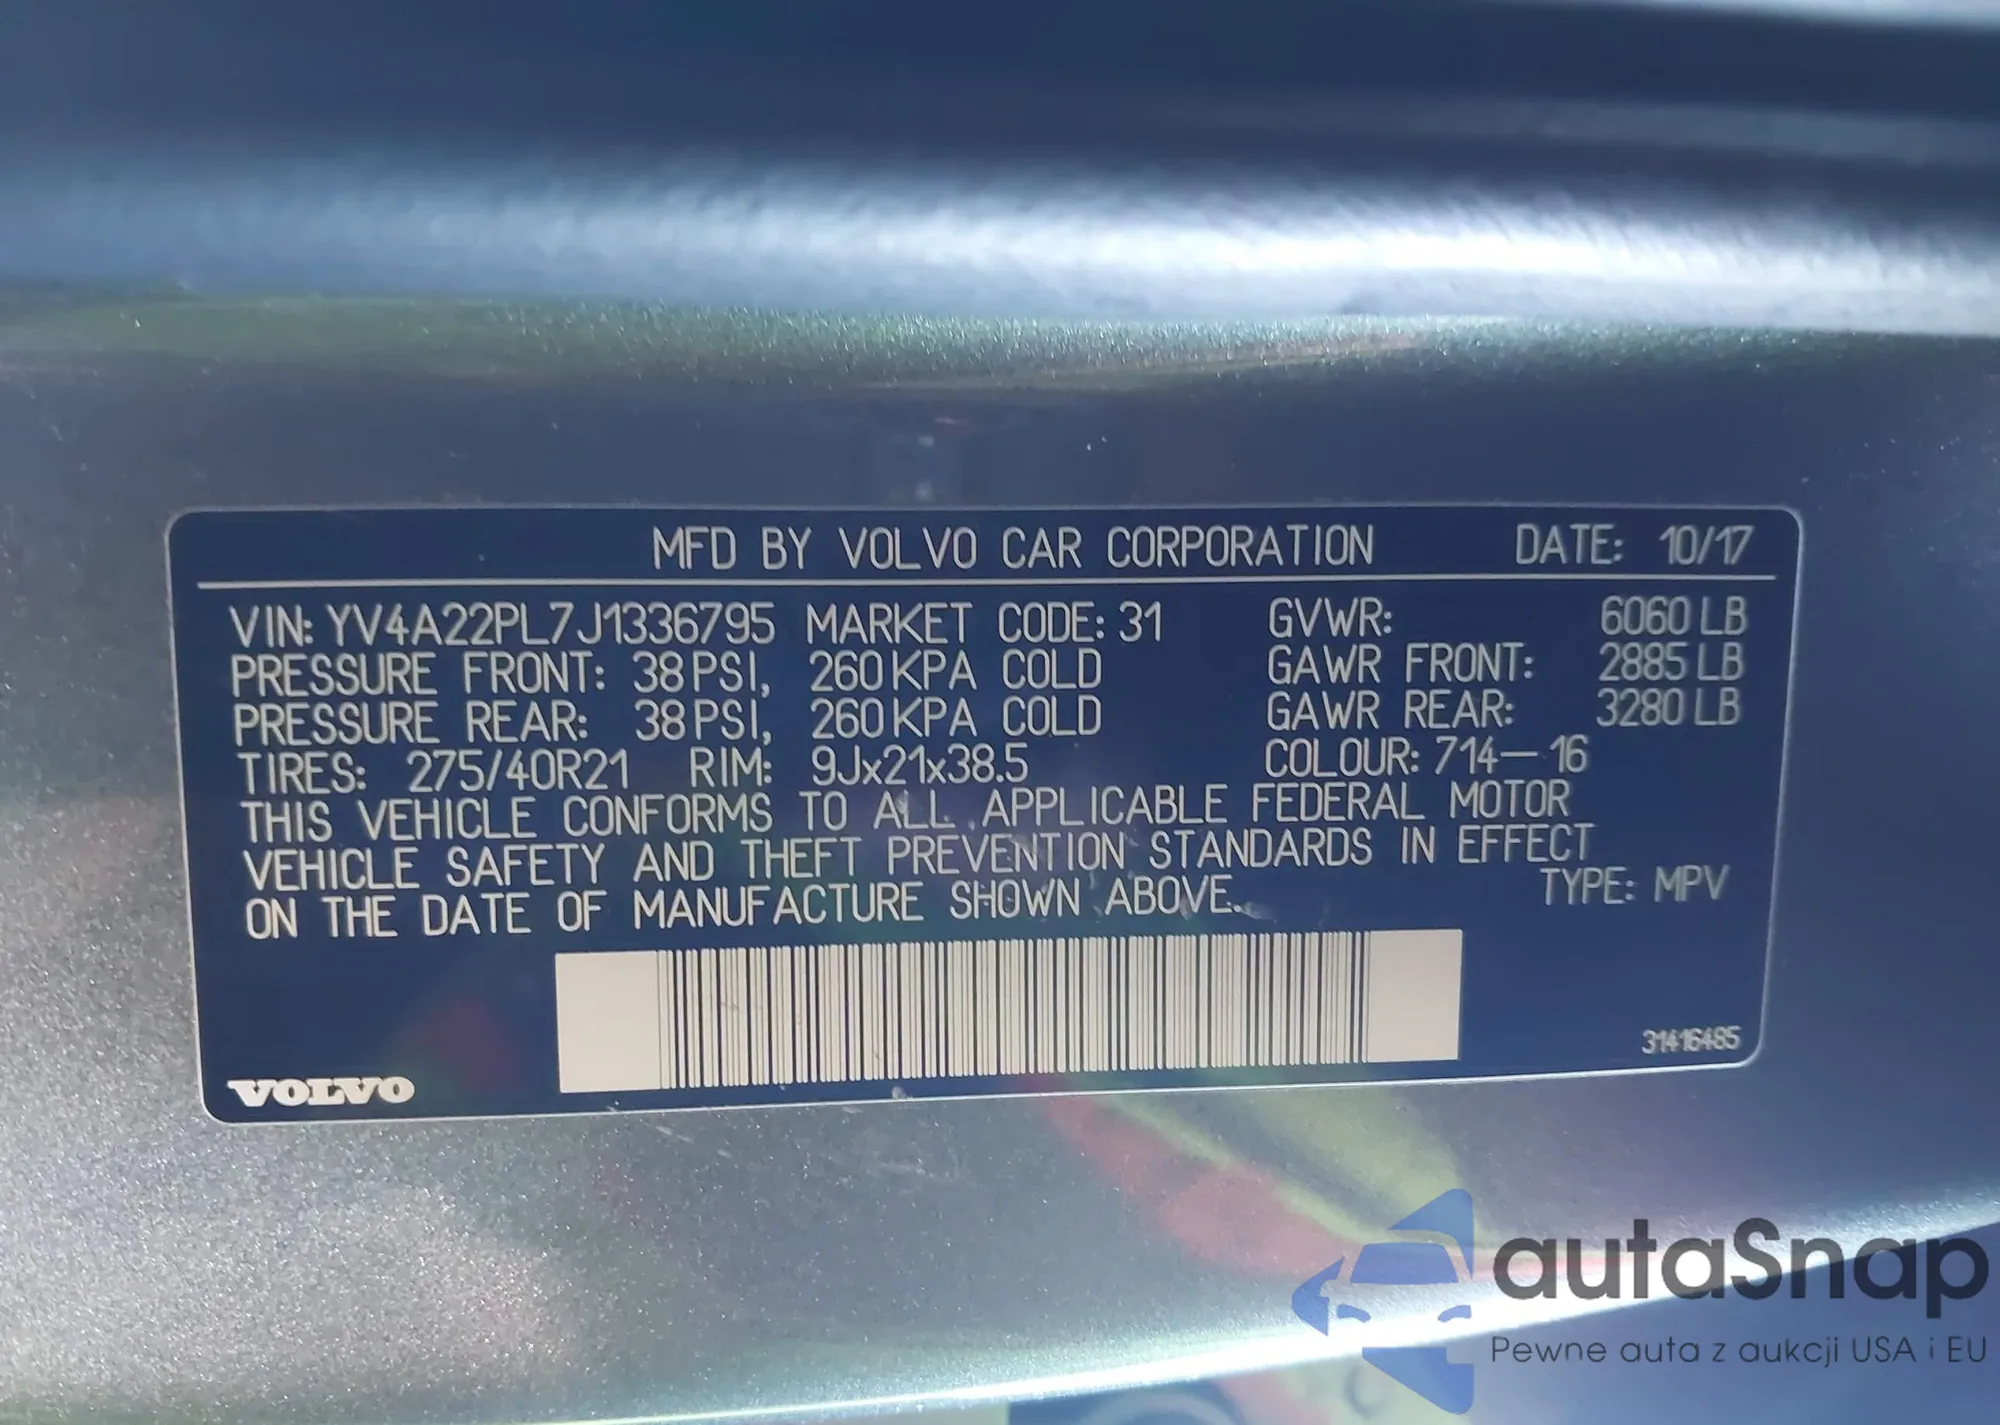 MFD BY VOLVO CAR CORPORATION DATE: 10/17
VIN: YV4A22PL7J1336795 MARKET CODE: 31 GVWR: 6060 LB
PRESSURE FRONT: 38 PSI, 260 KPA COLD GAWR FRONT: 2885 LB
PRESSURE REAR: 38 PSI, 260 KPA COLD GAWR REAR: 3280 LB
TIRES: 275/40R21 RIM: 9Jx21x38.5 COLOUR: 714-16
THIS VEHICLE CONFORMS TO ALL APPLICABLE FEDERAL MOTOR
VEHICLE SAFETY AND THEFT PREVENTION STANDARDS IN EFFECT
ON THE DATE OF MANUFACTURE SHOWN ABOVE. TYPE: MPV
31416485
VOLVO
autaSnap
Pewne auta z aukcji USA i EU